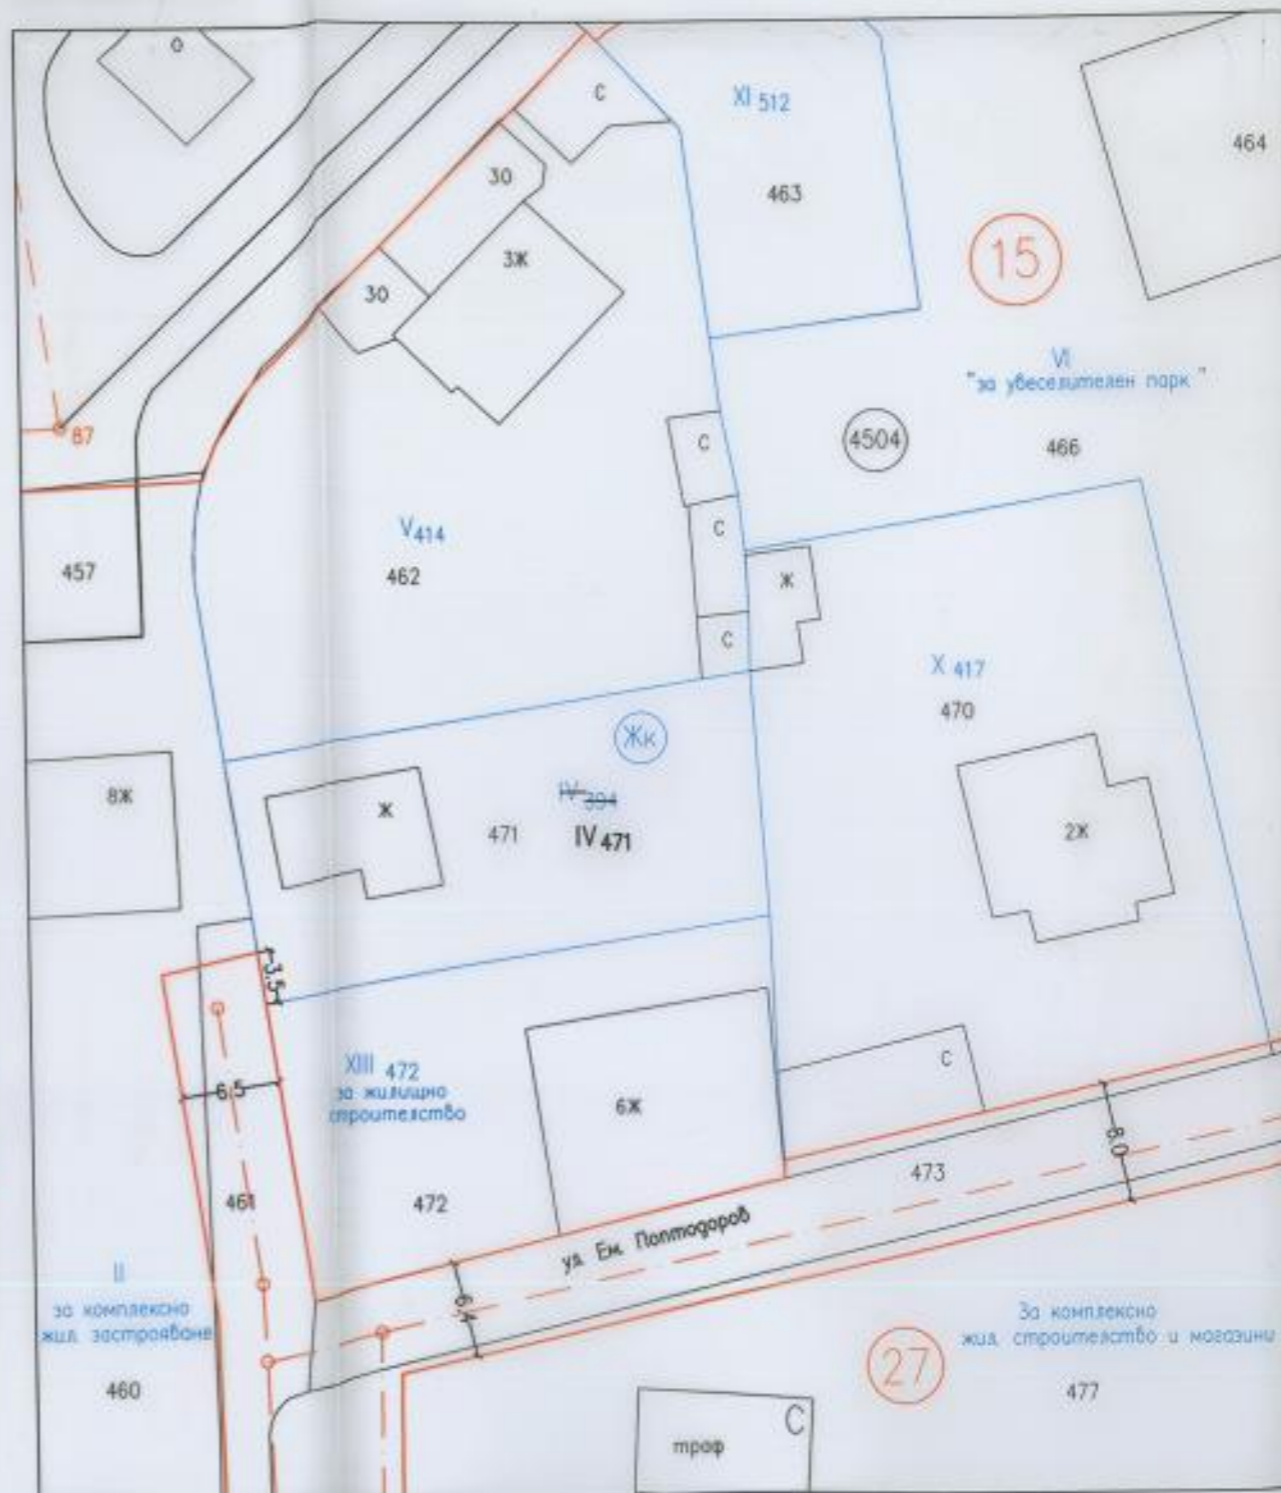 О
С
XI 512
464
30
463
15
3Ж
30
VI
"за увеселителен парк"
87
С
4504
466
V 414
С
457
462
Ж
С
X 417
470
Жк
8Ж
Ж
IV 394
471
IV 471
2Ж
3.5
XIII 472
за жилищно
строителство
С
6.5
6Ж
8.0
473
461
472
ул. Ем. Поптодоров
II
за комплексно
жил. застрояване
6.4
За комплексно
жил. строителство и магазини
27
460
477
С
траф